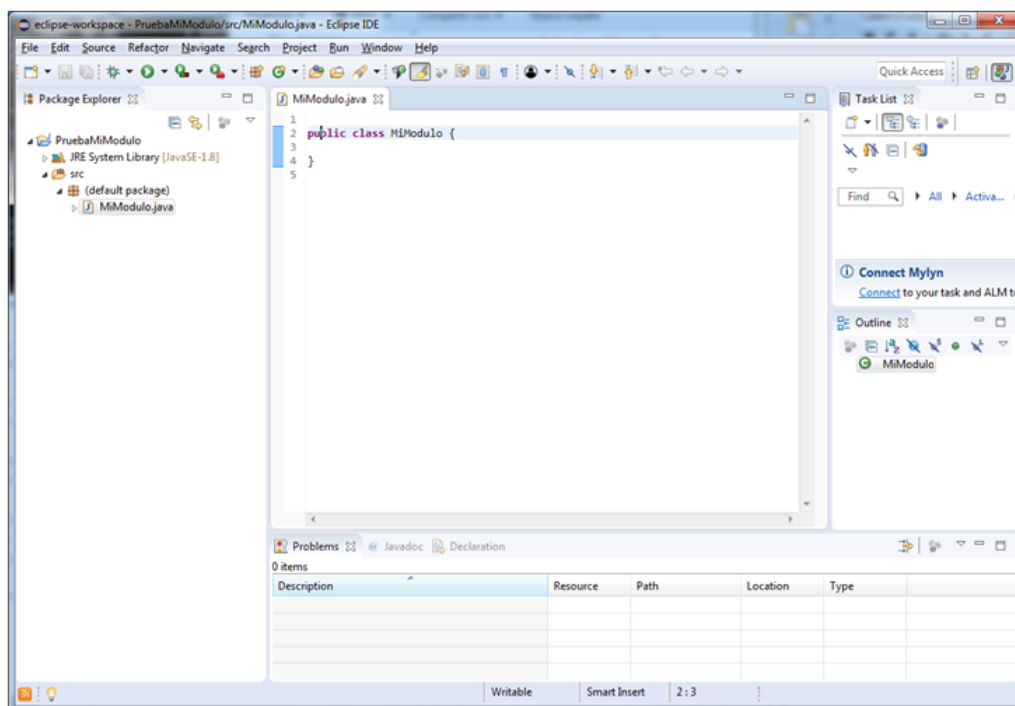 eclipse-workspace - PruebaMiModulo/src/MiModulo.java - Eclipse IDE
File Edit Source Refactor Navigate Search Project Run Window Help
Quick Access
Package Explorer
PruebaMiModulo
JRE System Library [JavaSE-1.8]
src
(default package)
MiModulo.java
MiModulo.java
1
2 public class MiModulo {
3
4 }
5
Task List
Find All Activa...
Connect Mylyn
Connect to your task and ALM t
Outline
MiModulo
Problems Javadoc Declaration
0 items
Description Resource Path Location Type
Writable Smart Insert 2 : 3